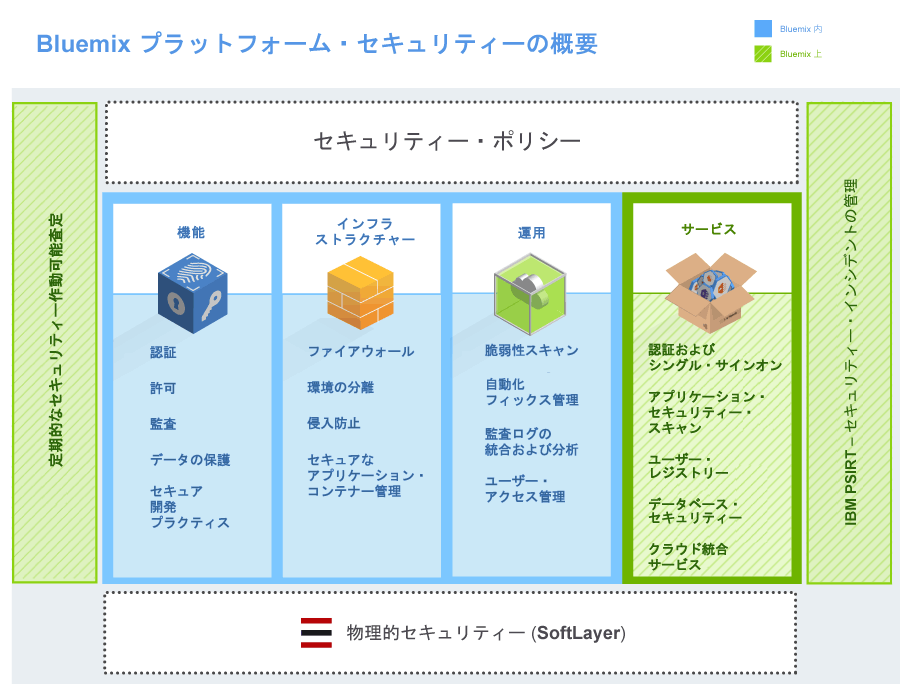 Bluemix プラットフォーム・セキュリティーの概要
Bluemix 内
Bluemix 上
定期的なセキュリティー作動可能査定
セキュリティー・ポリシー
機能
認証
許可
監査
データの保護
セキュア
開発
プラクティス
インフラ
ストラクチャー
ファイアウォール
環境の分離
侵入防止
セキュアな
アプリケーション・
コンテナー管理
運用
脆弱性スキャン
自動化
フィックス管理
監査ログの
統合および分析
ユーザー・
アクセス管理
サービス
認証および
シングル・サインオン
アプリケーション・
セキュリティー・
スキャン
ユーザー・
レジストリー
データベース・
セキュリティー
クラウド統合
サービス
IBM PSIRT – セキュリティー・インシデントの管理
物理的セキュリティー (SoftLayer)